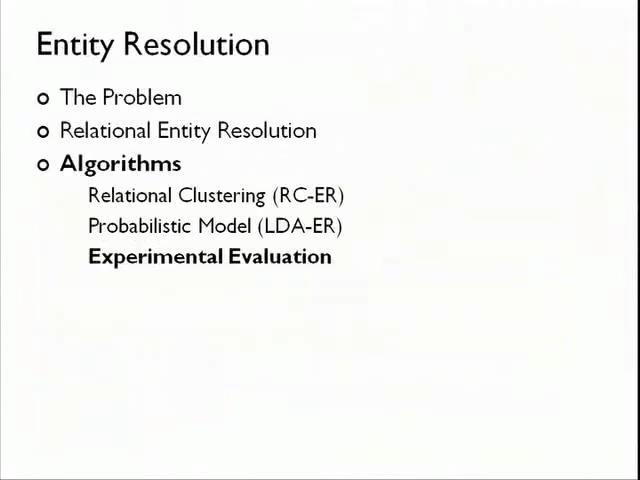 Entity Resolution
The Problem
Relational Entity Resolution
Algorithms
Relational Clustering (RC-ER)
Probabilistic Model (LDA-ER)
Experimental Evaluation